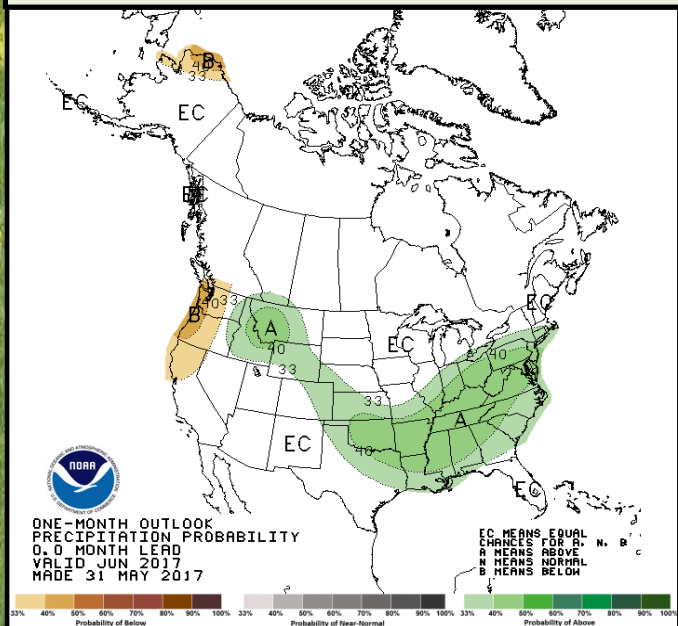 B
40
33
EC
EC
EC
EC
33
40
B
A
40
33
EC
40
33
40
A
40
EC
EC
NATIONAL OCEANIC AND ATMOSPHERIC ADMINISTRATION
NOAA
U.S. DEPARTMENT OF COMMERCE
ONE-MONTH OUTLOOK
PRECIPITATION PROBABILITY
0.0 MONTH LEAD
VALID JUN 2017
MADE 31 MAY 2017
EC MEANS EQUAL
CHANCES FOR A, N, B
A MEANS ABOVE
N MEANS NORMAL
B MEANS BELOW
33% 40% 50% 60% 70% 80% 90% 100%
Probability of Below
33% 40% 50% 60% 70% 80% 90% 100%
Probability of Near-Normal
33% 40% 50% 60% 70% 80% 90% 100%
Probability of Above